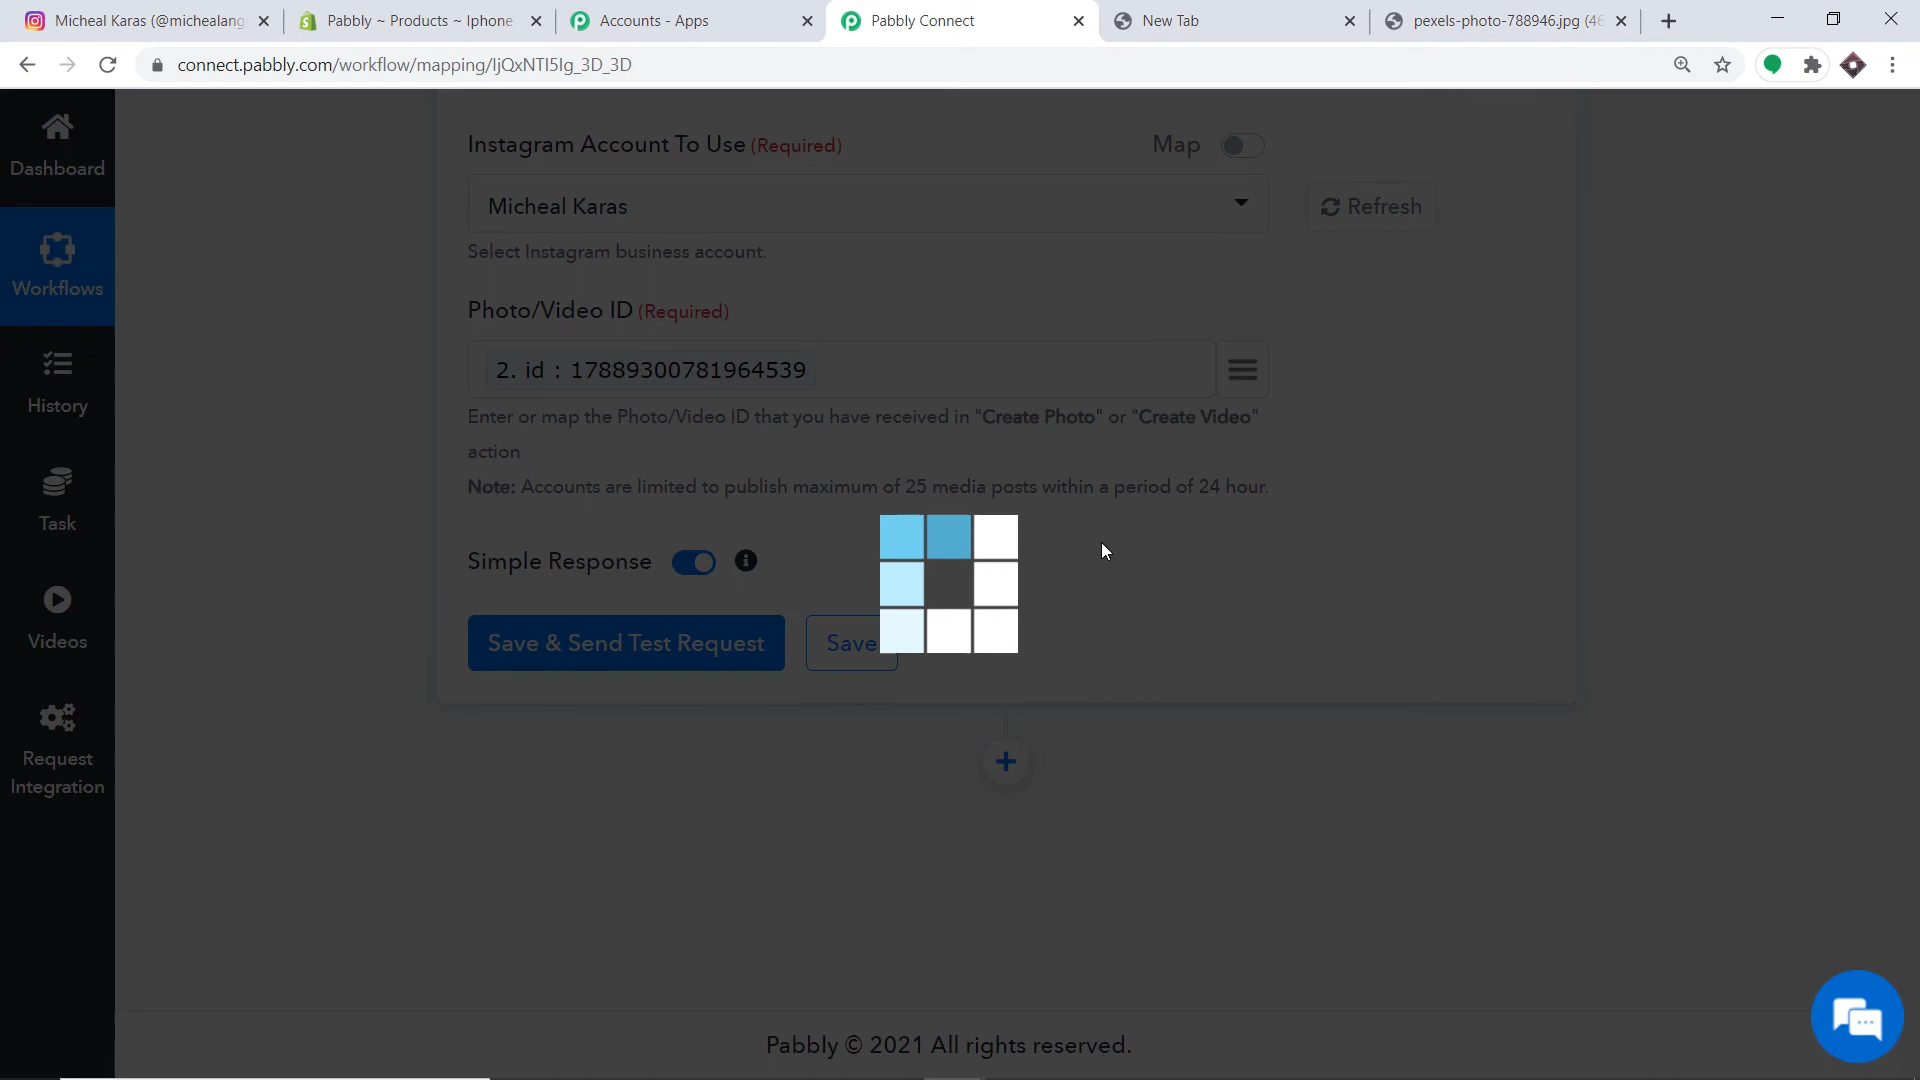 Micheal Karas (@michealang
Pabbly ~ Products ~ Iphone
Accounts - Apps
Pabbly Connect
New Tab
pexels-photo-788946.jpg (46
connect.pabbly.com/workflow/mapping/IjQxNTI5Ig_3D_3D
Dashboard
Workflows
History
Task
Videos
Request
Integration
Instagram Account To Use (Required)
Map
Micheal Karas
Refresh
Select Instagram business account.
Photo/Video ID (Required)
2. id : 17889300781964539
Enter or map the Photo/Video ID that you have received in "Create Photo" or "Create Video"
action
Note: Accounts are limited to publish maximum of 25 media posts within a period of 24 hour.
Simple Response
Save & Send Test Request
Save
Pabbly © 2021 All rights reserved.